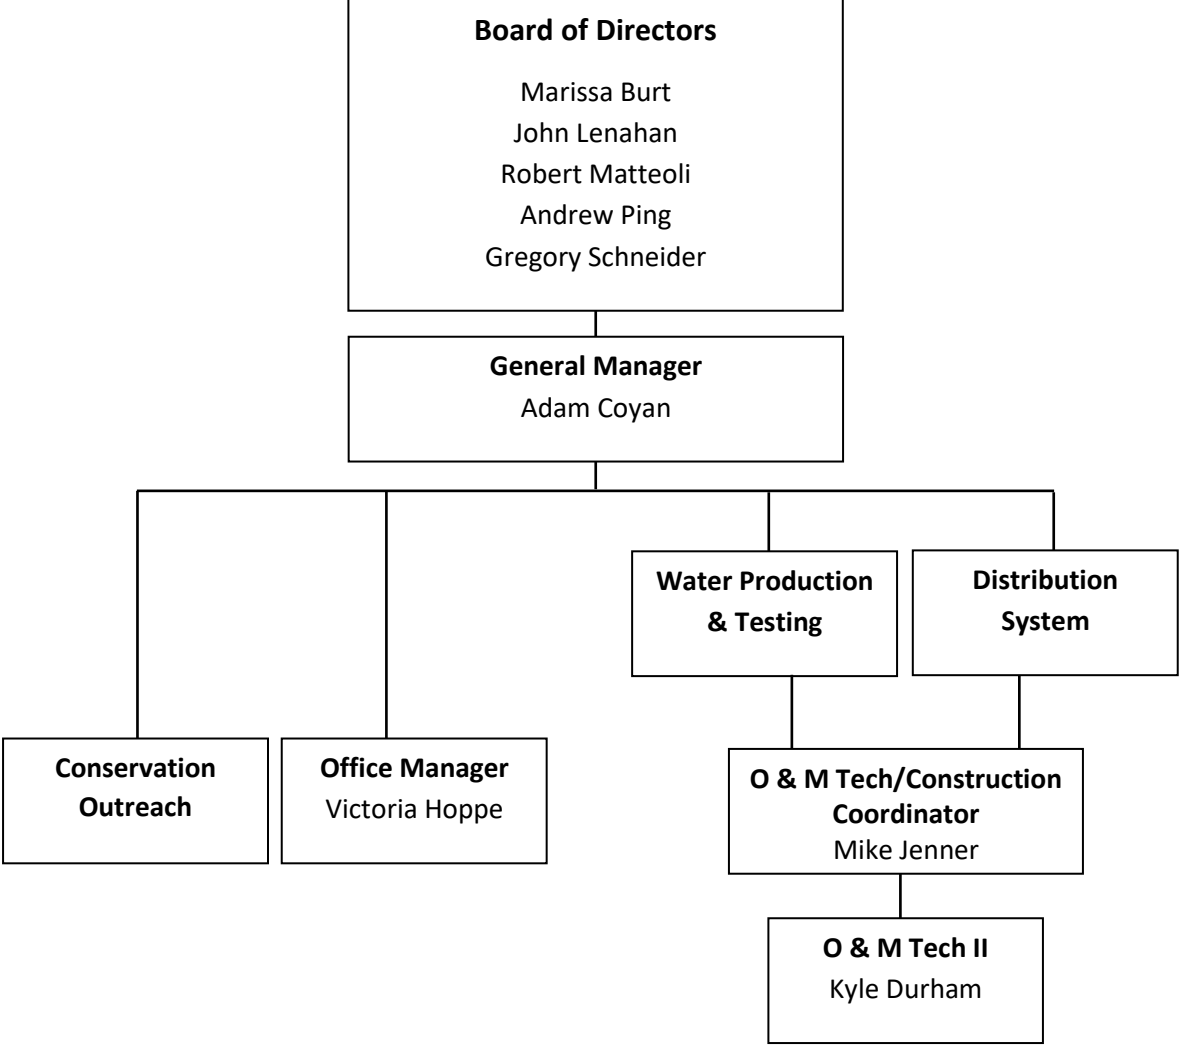 Board of Directors
Marissa Burt
John Lenahan
Robert Matteoli
Andrew Ping
Gregory Schneider
General Manager
Adam Coyan
Water Production
& Testing
Distribution
System
Conservation
Outreach
Office Manager
Victoria Hoppe
O & M Tech/Construction
Coordinator
Mike Jenner
O & M Tech II
Kyle Durham